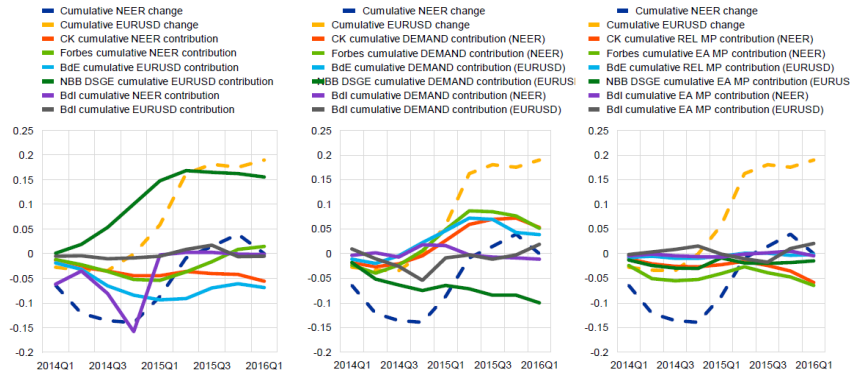 Cumulative NEER change
Cumulative EURUSD change
CK cumulative NEER contribution
Forbes cumulative NEER contribution
BdE cumulative EURUSD contribution
NBB DSGE cumulative EURUSD contribution
BdI cumulative NEER contribution
BdI cumulative EURUSD contribution
0.25
0.2
0.15
0.1
0.05
0
-0.05
-0.1
-0.15
-0.2
2014Q1 2014Q3 2015Q1 2015Q3 2016Q1
Cumulative NEER change
Cumulative EURUSD change
CK cumulative DEMAND contribution (NEER)
Forbes cumulative DEMAND contribution (NEER)
BdE cumulative DEMAND contribution (EURUSD)
NBB DSGE cumulative DEMAND contribution (EURUSI
BdI cumulative DEMAND contribution (NEER)
BdI cumulative DEMAND contribution (EURUSD)
0.25
0.2
0.15
0.1
0.05
0
-0.05
-0.1
-0.15
-0.2
2014Q1 2014Q3 2015Q1 2015Q3 2016Q1
Cumulative NEER change
Cumulative EURUSD change
CK cumulative REL MP contribution (NEER)
Forbes cumulative EA MP contribution (NEER)
BdE cumulative REL MP contribution (EURUSD)
NBB DSGE cumulative EA MP contribution (EURUS
BdI cumulative EA MP contribution (NEER)
BdI cumulative EA MP contribution (EURUSD)
0.25
0.2
0.15
0.1
0.05
0
-0.05
-0.1
-0.15
-0.2
2014Q1 2014Q3 2015Q1 2015Q3 2016Q1